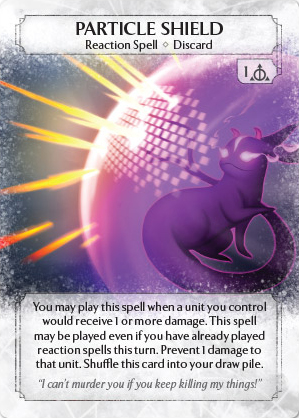 PARTICLE SHIELD
Reaction Spell ◇ Discard
1
You may play this spell when a unit you control
would receive 1 or more damage. This spell
may be played even if you have already played
reaction spells this turn. Prevent 1 damage to
that unit. Shuffle this card into your draw pile.
“I can't murder you if you keep killing my things!”